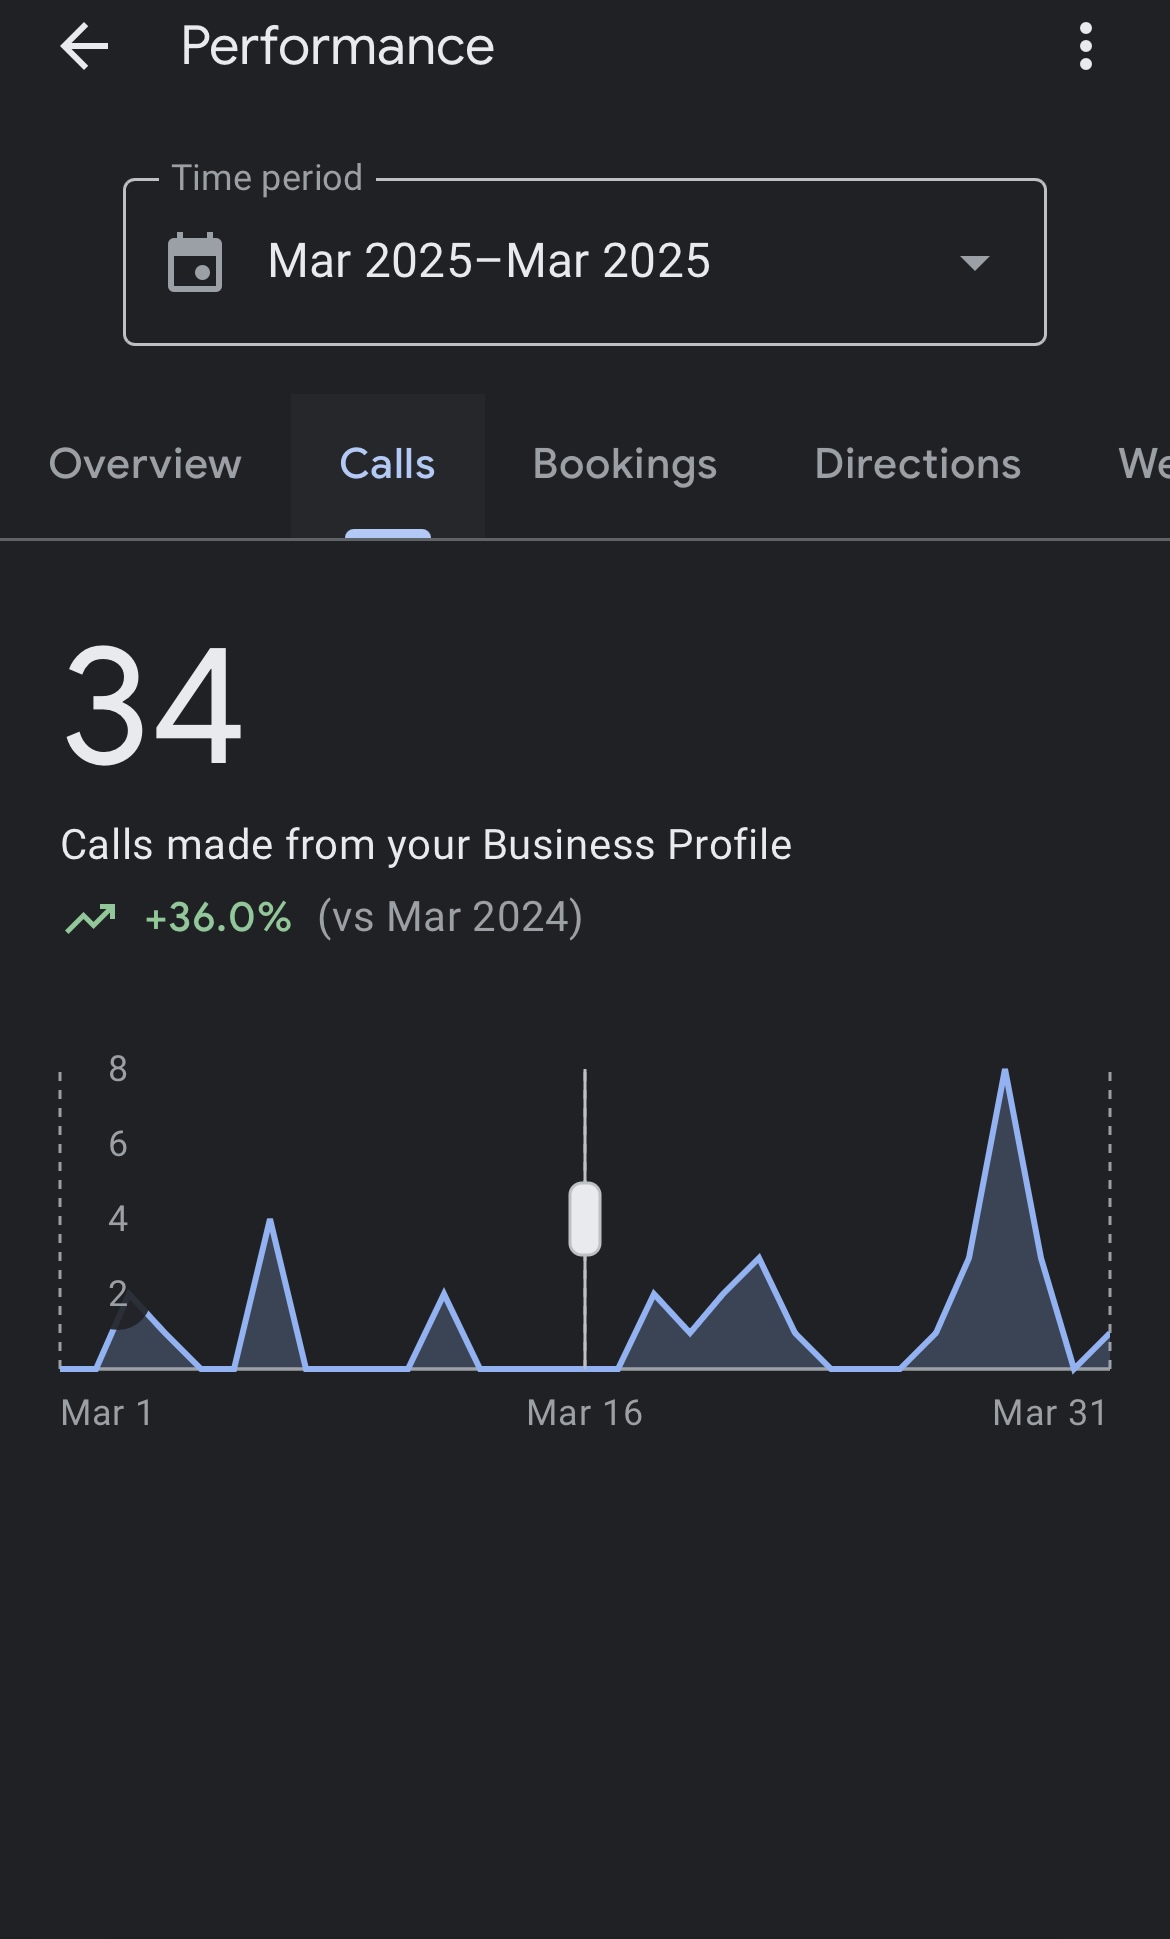 Performance
Time period
Mar 2025–Mar 2025
Overview Calls Bookings Directions We
34
Calls made from your Business Profile
+36.0% (vs Mar 2024)
8
6
4
2
Mar 1 Mar 16 Mar 31